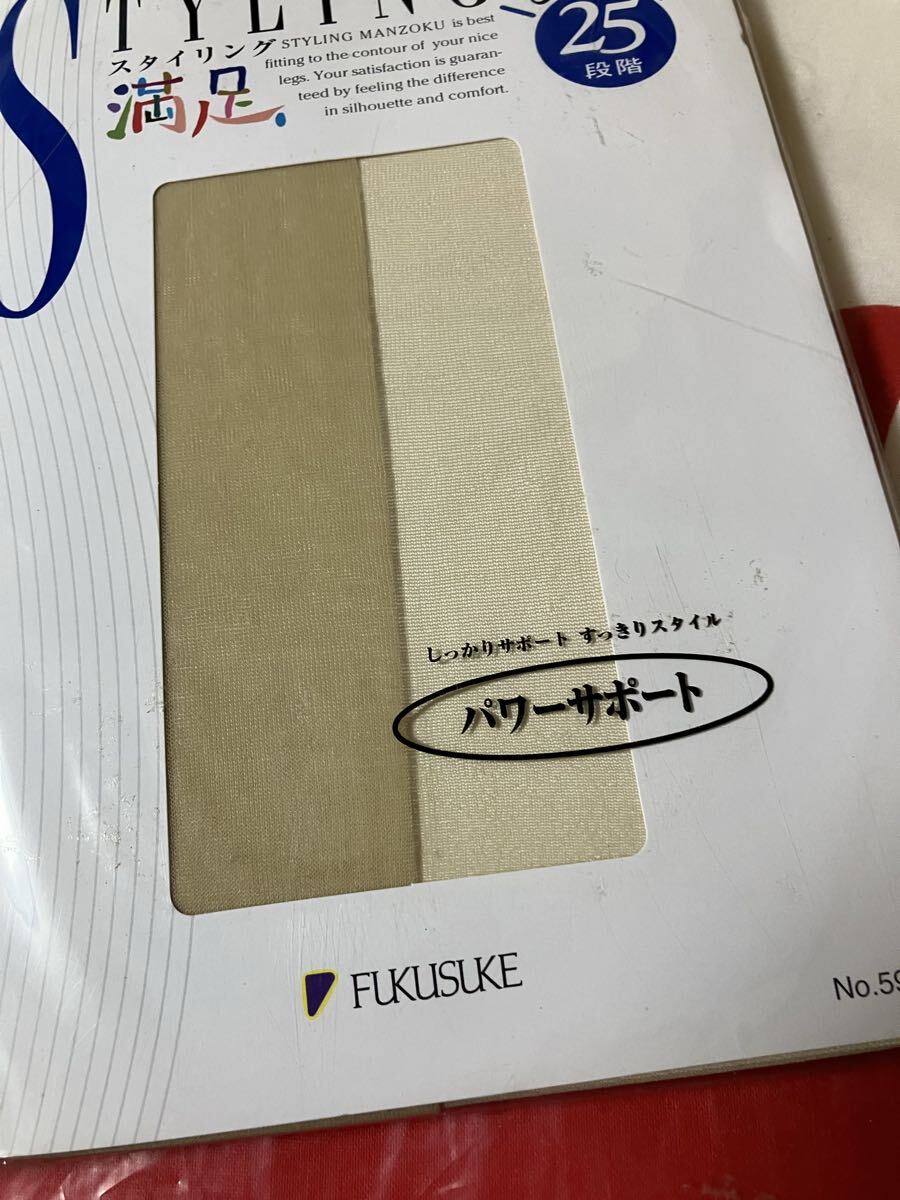 STYLING
スタイリング
満足.
STYLING MANZOKU is best
fitting to the contour of your nice
legs. Your satisfaction is guaran-
teed by feeling the difference
in silhouette and comfort.
25
段階
しっかりサポート すっきりスタイル
パワーサポート
FUKUSUKE
No.59